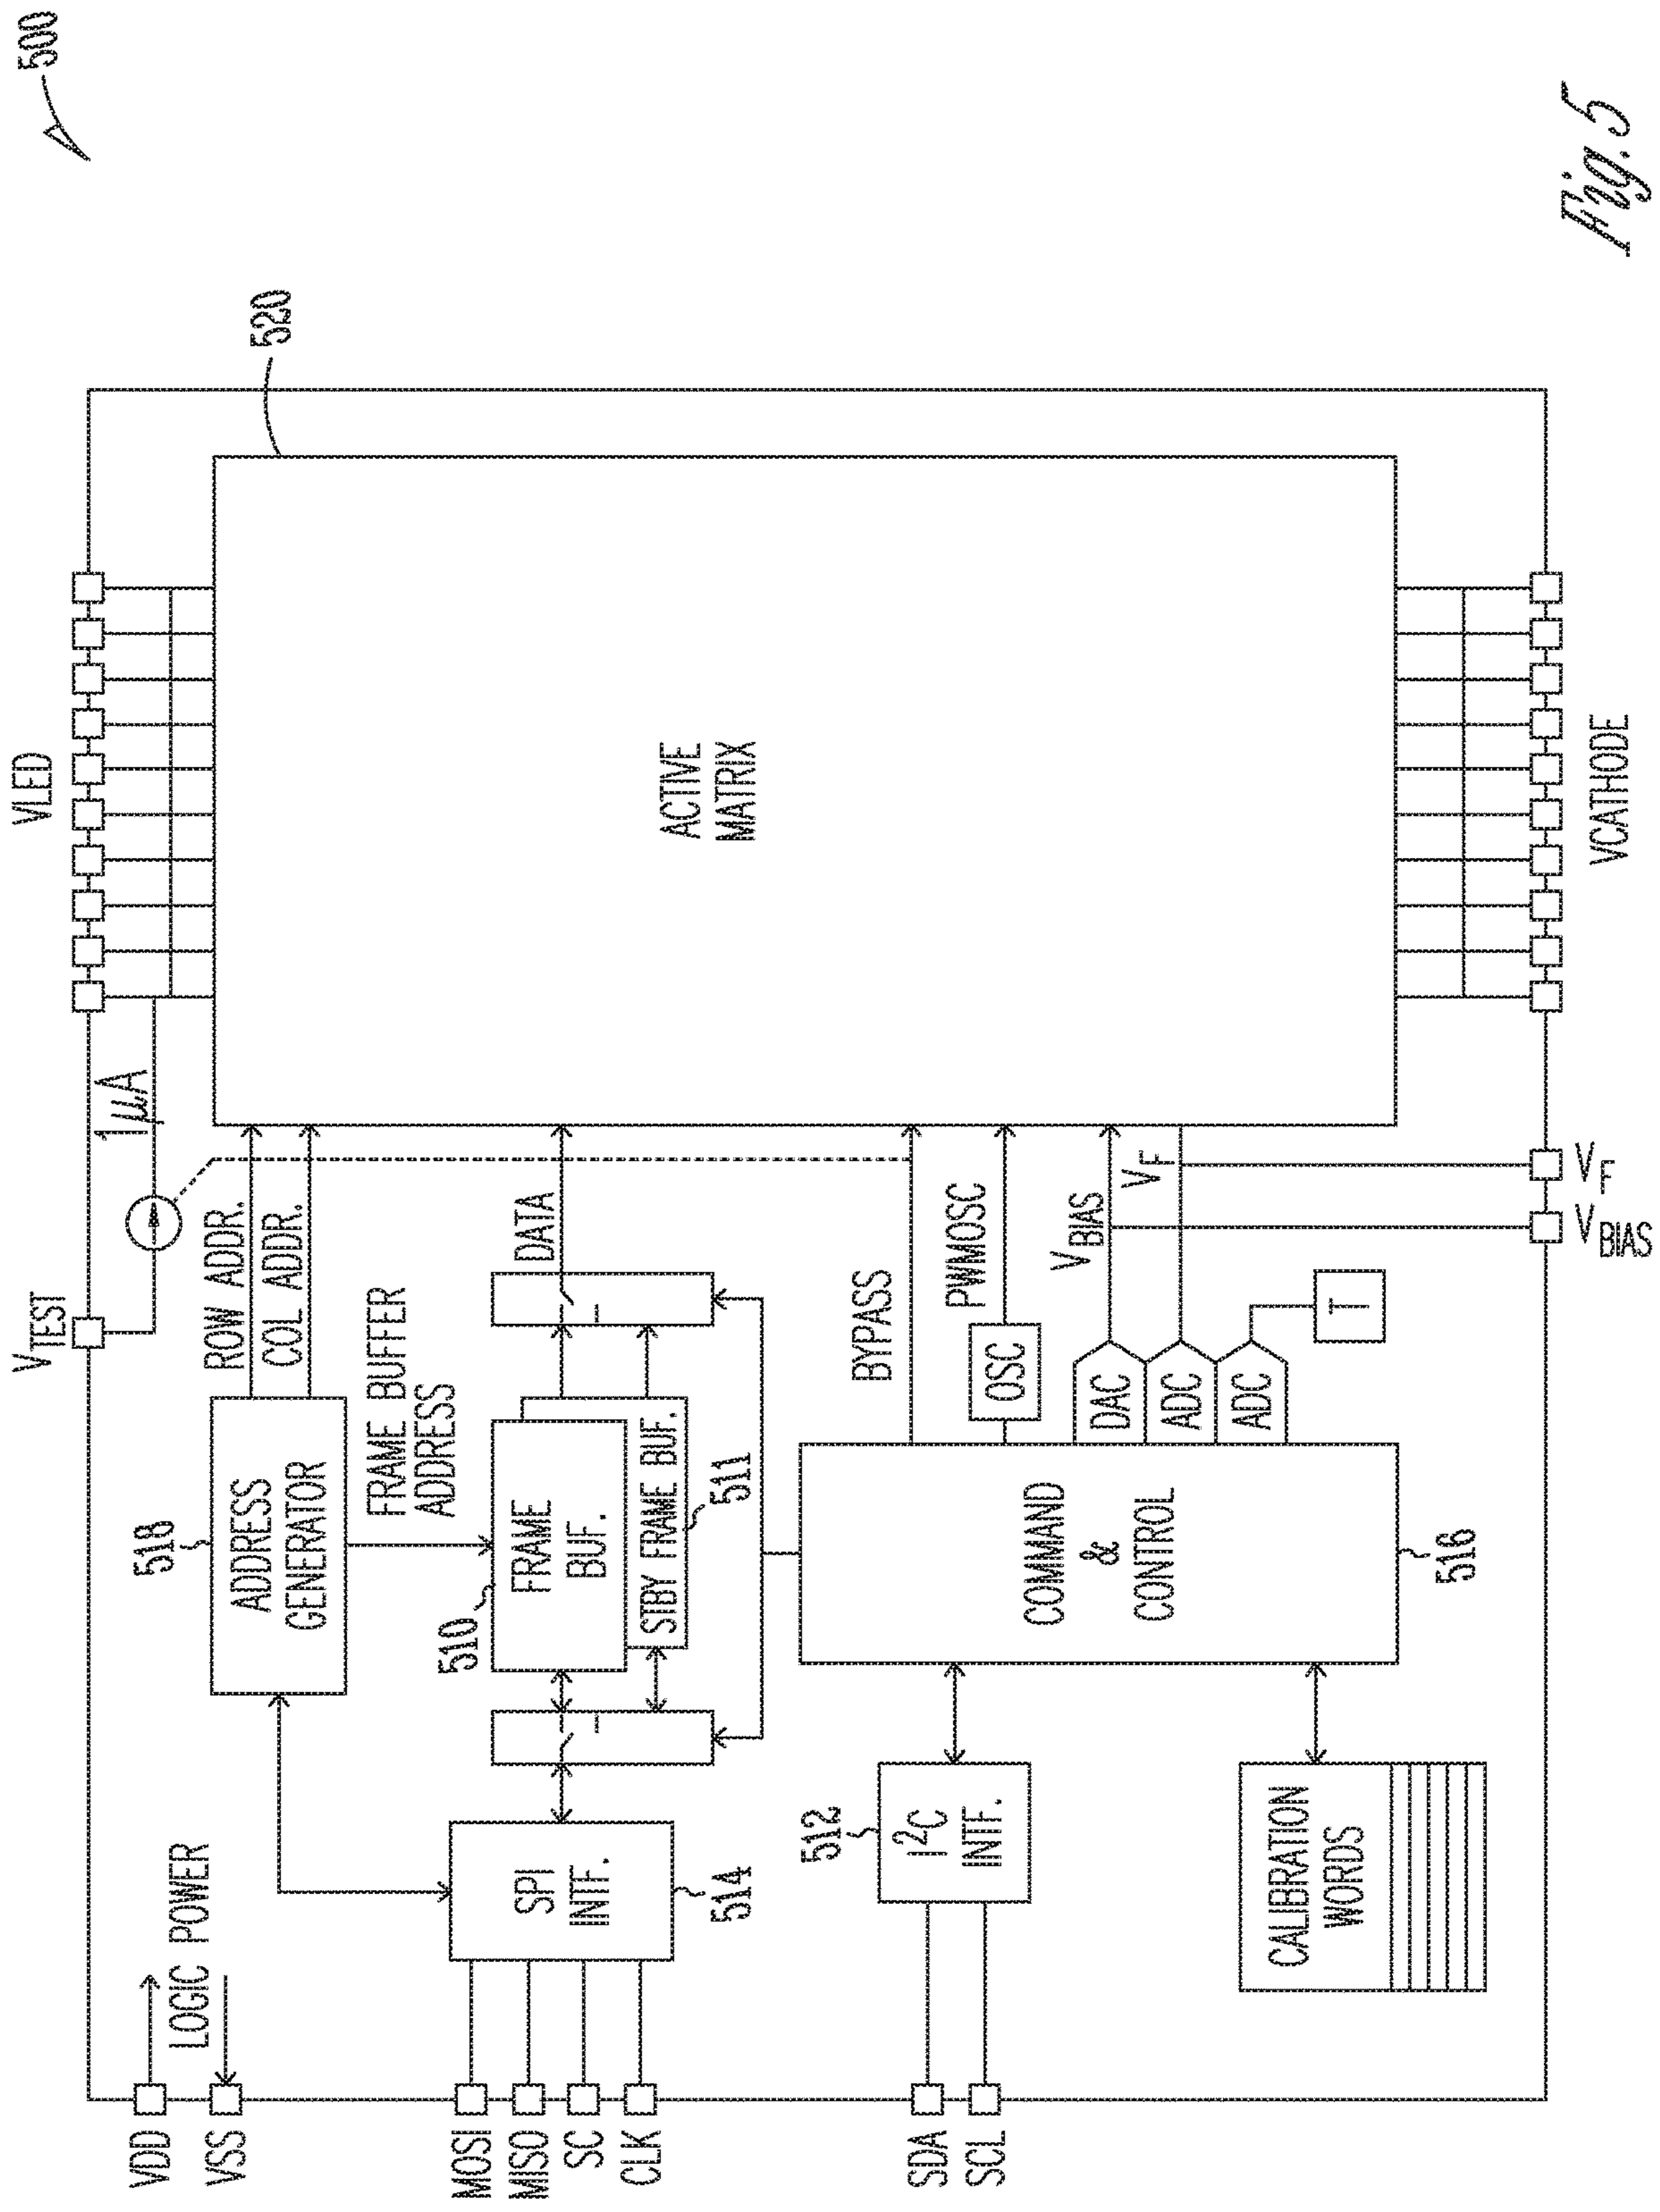 500
VLED
520
VTEST
1µA
VDD
LOGIC POWER
VSS
518
ADDRESS
GENERATOR
ROW ADDR.
COL ADDR.
FRAME BUFFER
ADDRESS
510
FRAME
BUF.
STBY FRAME BUF.
511
DATA
ACTIVE
MATRIX
MOSI
MISO
SC
CLK
SPI
INTF.
514
BYPASS
PWMOSC
OSC
VBIAS
VF
DAC
ADC
ADC
T
COMMAND
&
CONTROL
516
512
I²C
INTF.
SDA
SCL
CALIBRATION
WORDS
VBIAS
VF
VCATHODE
Fig. 5